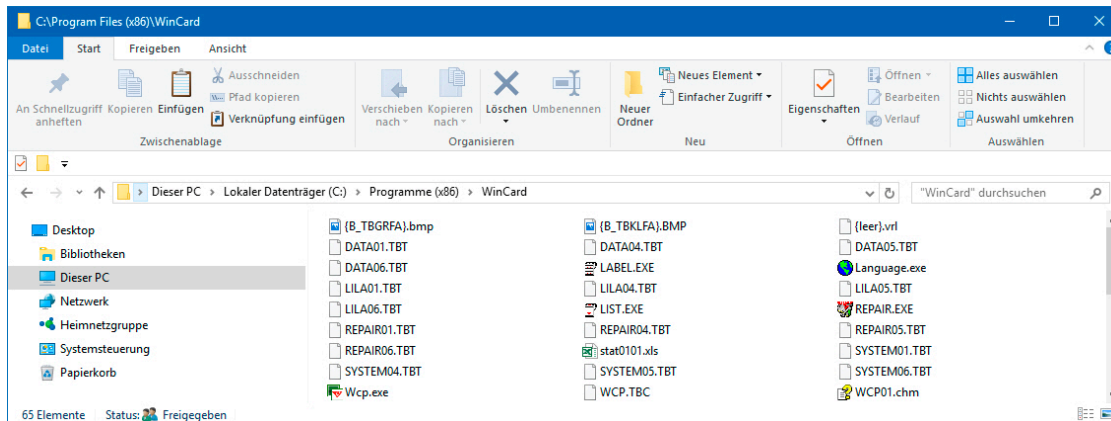 C:\Program Files (x86)\WinCard
Datei Start Freigeben Ansicht
An Schnellzugriff anheften
Kopieren
Einfügen
Ausschneiden
Pfad kopieren
Verknüpfung einfügen
Zwischenablage
Verschieben nach
Kopieren nach
Löschen
Umbenennen
Organisieren
Neuer Ordner
Neues Element
Einfacher Zugriff
Neu
Eigenschaften
Öffnen
Bearbeiten
Verlauf
Öffnen
Alles auswählen
Nichts auswählen
Auswahl umkehren
Auswählen
Dieser PC > Lokaler Datenträger (C:) > Programme (x86) > WinCard
"WinCard" durchsuchen
Desktop
Bibliotheken
Dieser PC
Netzwerk
Heimnetzgruppe
Systemsteuerung
Papierkorb
{B_TBGRFA}.bmp {B_TBKLFA}.BMP {leer}.vrl
DATA01.TBT DATA04.TBT DATA05.TBT
DATA06.TBT LABEL.EXE Language.exe
LILA01.TBT LILA04.TBT LILA05.TBT
LILA06.TBT LIST.EXE REPAIR.EXE
REPAIR01.TBT REPAIR04.TBT REPAIR05.TBT
REPAIR06.TBT stat0101.xls SYSTEM01.TBT
SYSTEM04.TBT SYSTEM05.TBT SYSTEM06.TBT
Wcp.exe WCP.TBC WCP01.chm
65 Elemente Status: Freigegeben